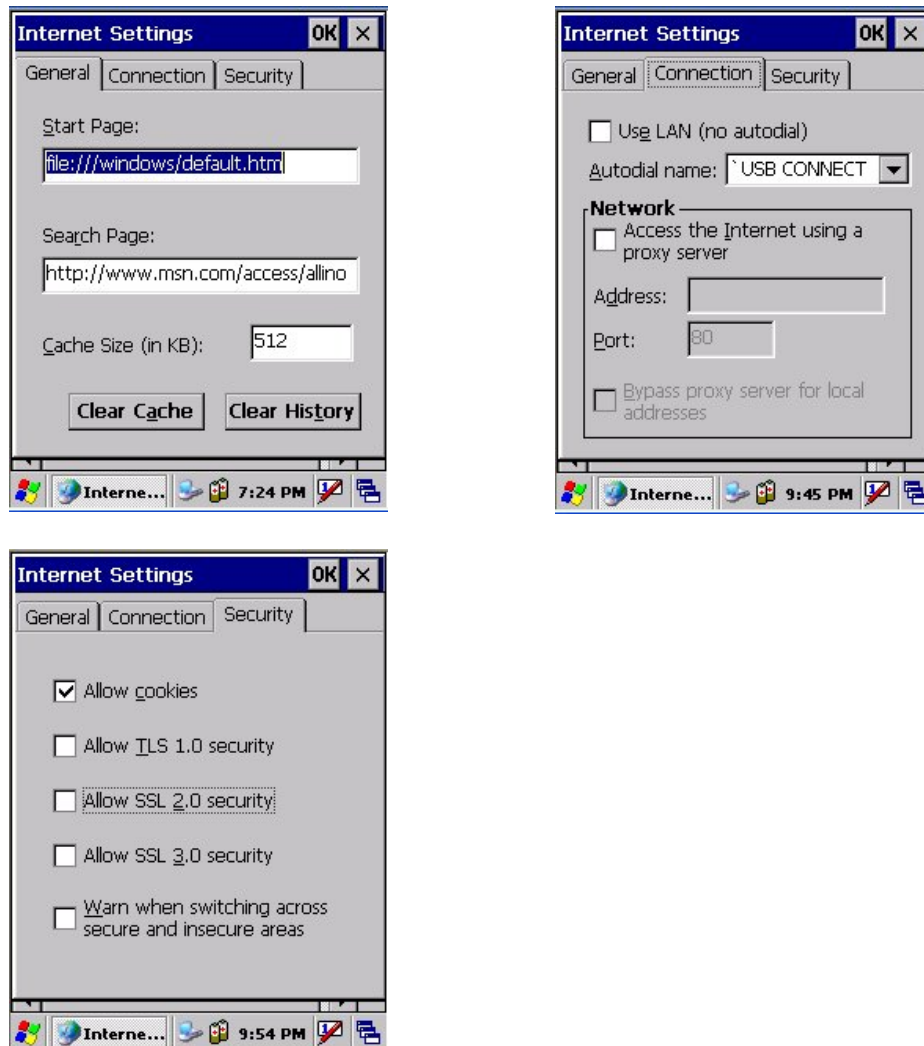 Internet Settings OK ×
General Connection Security
Start Page:
file:///windows/default.htm
Search Page:
http://www.msn.com/access/allino
Cache Size (in KB): 512
Clear Cache Clear History
Interne... 7:24 PM
Internet Settings OK ×
General Connection Security
Use LAN (no autodial)
Autodial name: `USB CONNECT
Network
Access the Internet using a
proxy server
Address:
Port: 80
Bypass proxy server for local
addresses
Interne... 9:45 PM
Internet Settings OK ×
General Connection Security
Allow cookies
Allow TLS 1.0 security
Allow SSL 2.0 security
Allow SSL 3.0 security
Warn when switching across
secure and insecure areas
Interne... 9:54 PM